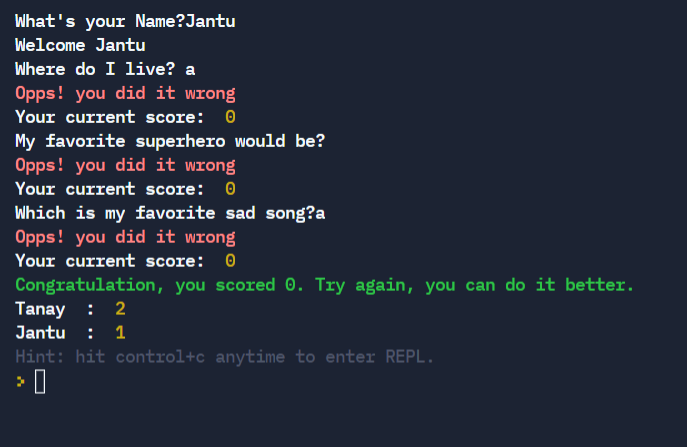 What's your Name?Jantu
Welcome Jantu
Where do I live? a
Opps! you did it wrong
Your current score:  0
My favorite superhero would be?
Opps! you did it wrong
Your current score:  0
Which is my favorite sad song?a
Opps! you did it wrong
Your current score:  0
Congratulation, you scored 0. Try again, you can do it better.
Tanay  :  2
Jantu  :  1
Hint: hit control+c anytime to enter REPL.
>